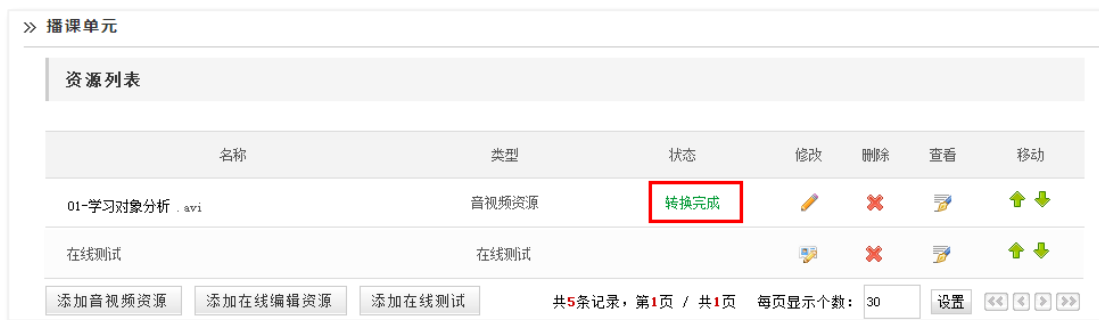 播课单元
资源列表
名称 类型 状态 修改 删除 查看 移动
01-学习对象分析 .avi 音视频资源 转换完成
在线测试 在线测试
添加音视频资源 添加在线编辑资源 添加在线测试 共5条记录，第1页 / 共1页 每页显示个数： 30 设置